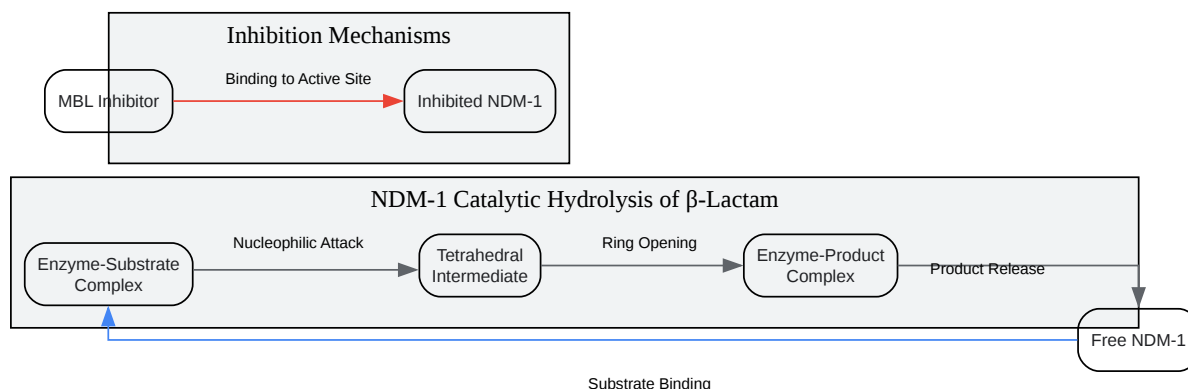 Inhibition Mechanisms
Binding to Active Site
MBL Inhibitor
Inhibited NDM-1
NDM-1 Catalytic Hydrolysis of β-Lactam
Nucleophilic Attack
Ring Opening
Enzyme-Substrate
Complex
Tetrahedral
Intermediate
Enzyme-Product
Complex
Product Release
Free NDM-1
Substrate Binding